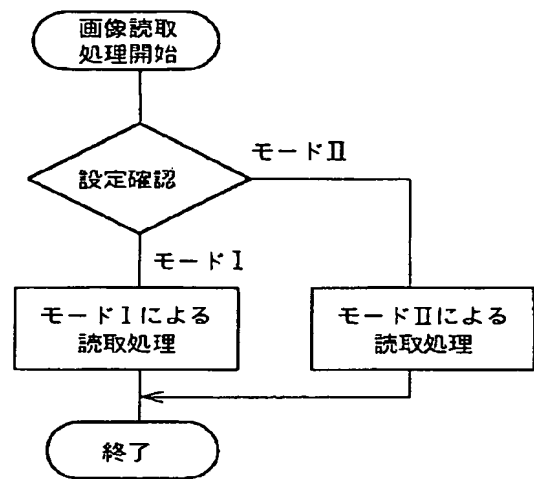 画像読取
処理開始
モードⅡ
設定確認
モードⅠ
モードⅠによる
読取処理
モードⅡによる
読取処理
終了